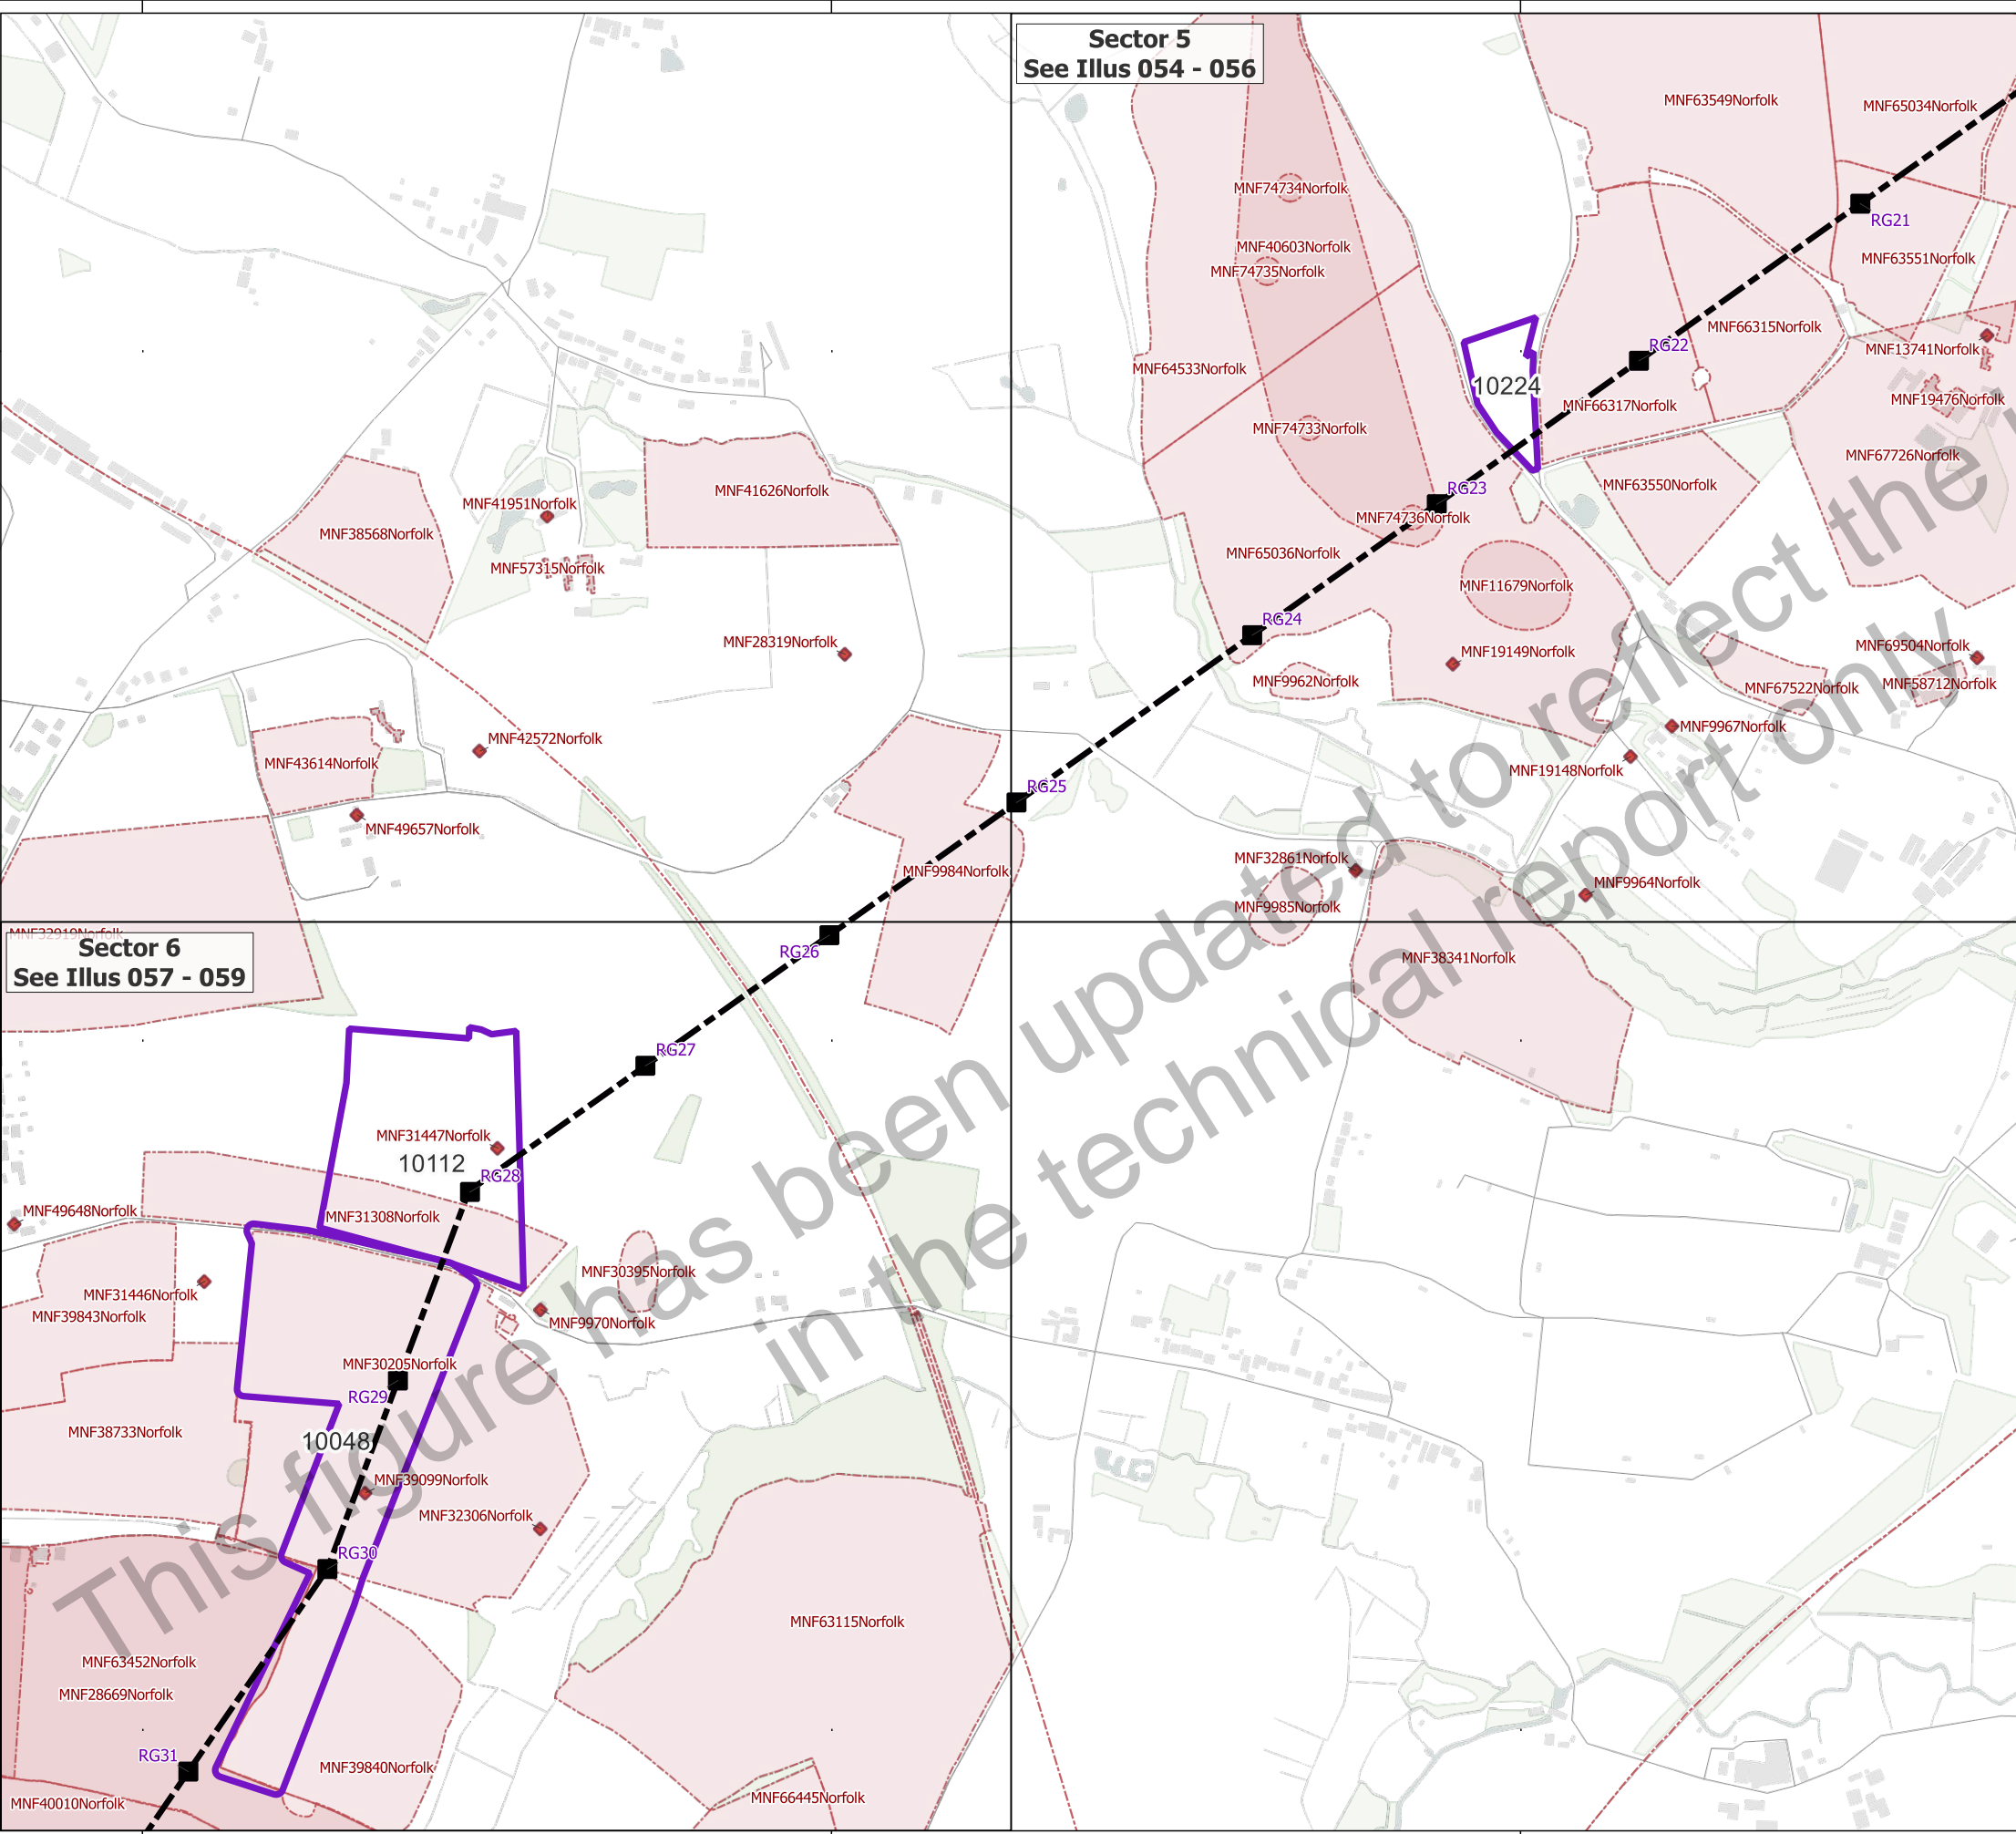 Sector 5
See Illus 054 - 056
MNF63549Norfolk
MNF65034Norfolk
MNF74734Norfolk
RG21
MNF40603Norfolk
MNF63551Norfolk
MNF74735Norfolk
MNF66315Norfolk
RG22
MNF13741Norfolk
MNF64533Norfolk
10224
MNF19476Norfolk
MNF66317Norfolk
MNF74733Norfolk
MNF67726Norfolk
MNF63550Norfolk
RG23
MNF41626Norfolk
MNF41951Norfolk
MNF74736Norfolk
MNF38568Norfolk
MNF65036Norfolk
MNF57315Norfolk
MNF11679Norfolk
RG24
MNF28319Norfolk
MNF69504Norfolk
MNF19149Norfolk
MNF9962Norfolk
MNF58712Norfolk
MNF67522Norfolk
MNF9967Norfolk
MNF42572Norfolk
MNF43614Norfolk
MNF19148Norfolk
RG25
MNF49657Norfolk
MNF32861Norfolk
MNF9984Norfolk
MNF9964Norfolk
MNF9985Norfolk
MNF32919Norfolk
Sector 6
See Illus 057 - 059
RG26
MNF38341Norfolk
RG27
MNF31447Norfolk
10112
RG28
MNF49648Norfolk
MNF31308Norfolk
MNF30395Norfolk
MNF31446Norfolk
MNF39843Norfolk
MNF9970Norfolk
MNF30205Norfolk
RG29
MNF38733Norfolk
10048
MNF39099Norfolk
MNF32306Norfolk
RG30
MNF63115Norfolk
MNF63452Norfolk
MNF28669Norfolk
RG31
MNF39840Norfolk
MNF66445Norfolk
MNF40010Norfolk
This figure has been updated to reflect the
in the technical report only